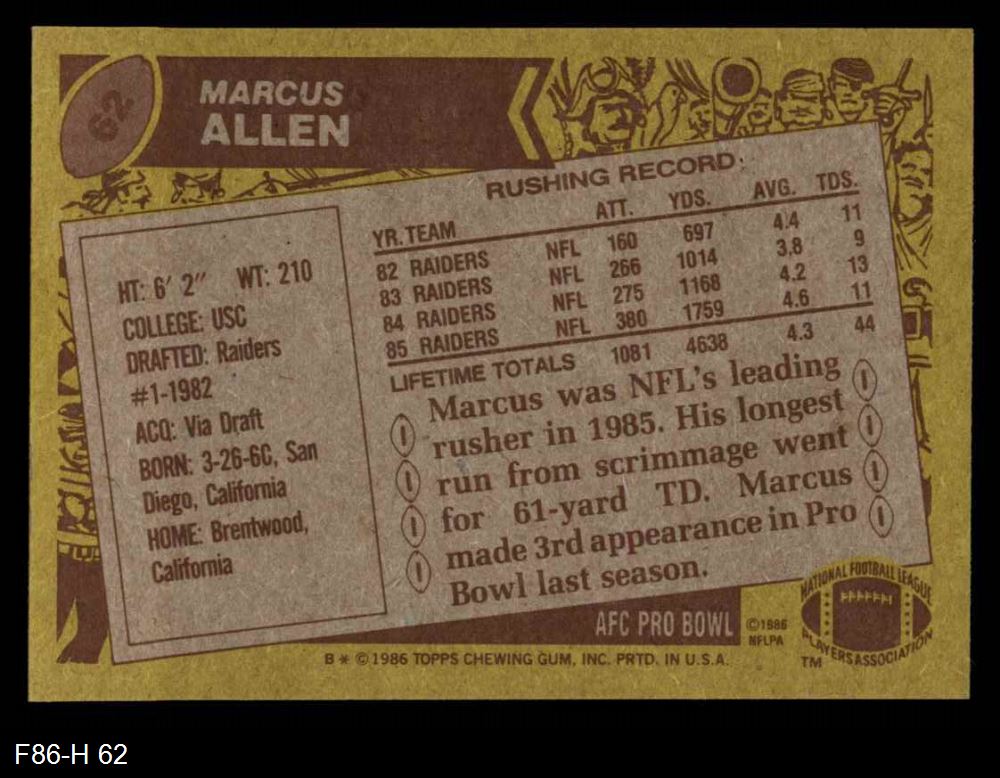 62
MARCUS
ALLEN
RUSHING RECORD
YR. TEAM ATT. YDS. AVG. TDS.
82 RAIDERS NFL 160 697 4.4 11
83 RAIDERS NFL 266 1014 3.8 9
84 RAIDERS NFL 275 1168 4.2 13
85 RAIDERS NFL 380 1759 4.6 11
LIFETIME TOTALS 1081 4638 4.3 44
HT: 6' 2" WT: 210
COLLEGE: USC
DRAFTED: Raiders
#1-1982
ACQ: Via Draft
BORN: 3-26-60, San
Diego, California
HOME: Brentwood,
California
Marcus was NFL's leading
rusher in 1985. His longest
run from scrimmage went
for 61-yard TD. Marcus
made 3rd appearance in Pro
Bowl last season.
AFC PRO BOWL
©1986
NFLPA
NATIONAL FOOTBALL LEAGUE
PLAYERS ASSOCIATION
TM
B * © 1986 TOPPS CHEWING GUM, INC. PRTD. IN U.S.A.
F86-H 62